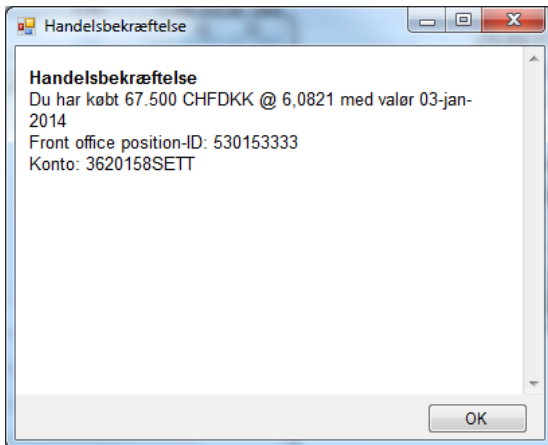 Handelsbekræftelse
Handelsbekræftelse
Du har købt 67.500 CHFDKK @ 6,0821 med valør 03-jan-
2014
Front office position-ID: 530153333
Konto: 3620158SETT
OK